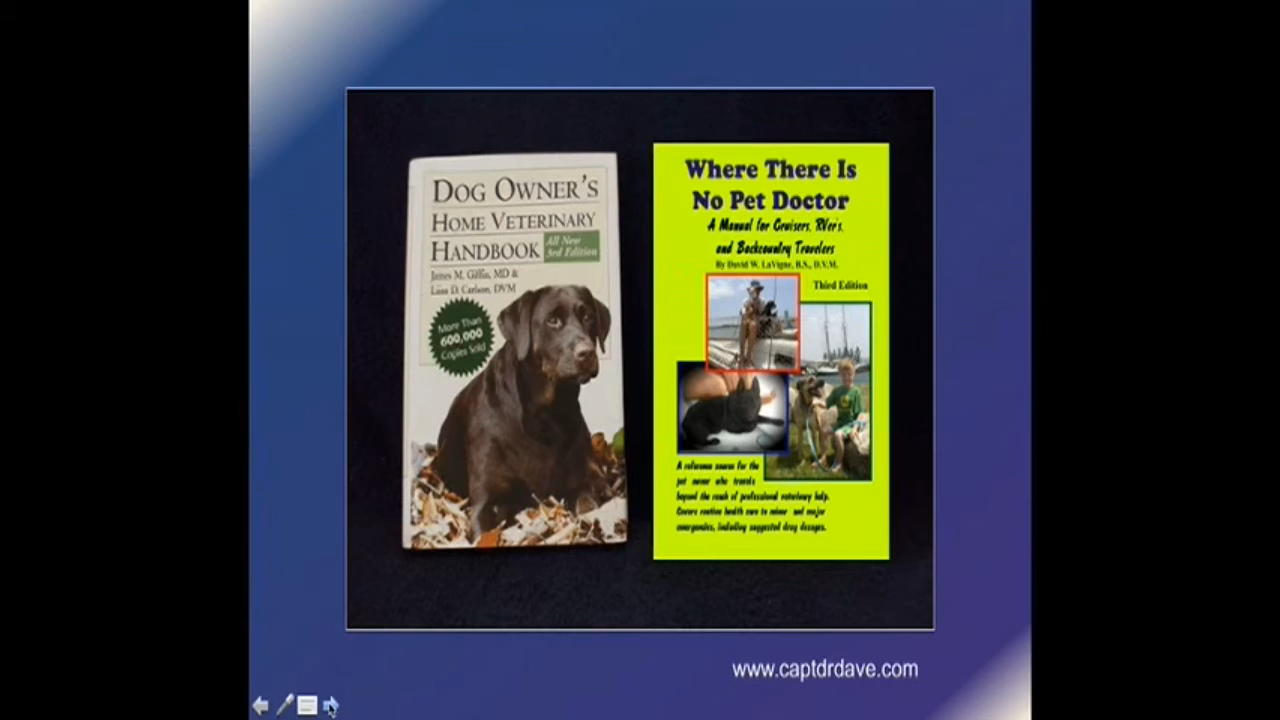 DOG OWNER'S
HOME VETERINARY
HANDBOOK
All New
3rd Edition
James M. Giffin, MD &
Liisa D. Carlson, DVM
More Than
600,000
Copies Sold
Where There Is
No Pet Doctor
A Manual for Cruisers, RVer's,
and Backcountry Travelers
By David W. LaVigne, B.S., D.V.M.
Third Edition
A reference source for the
pet owner who travels
beyond the reach of professional veterinary help.
Covers routine health care to minor and major
emergencies, including suggested drug dosages.
www.captdrdave.com